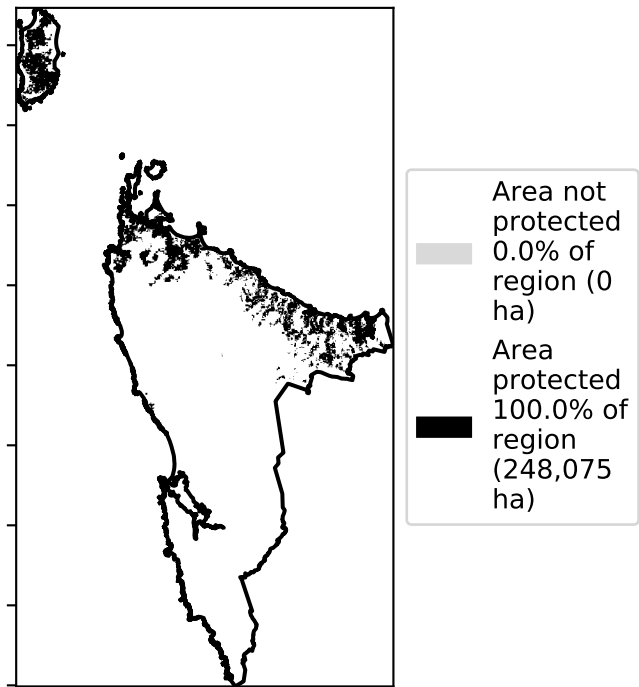 Area not
protected
0.0% of
region (0
ha)
Area
protected
100.0% of
region
(248,075
ha)